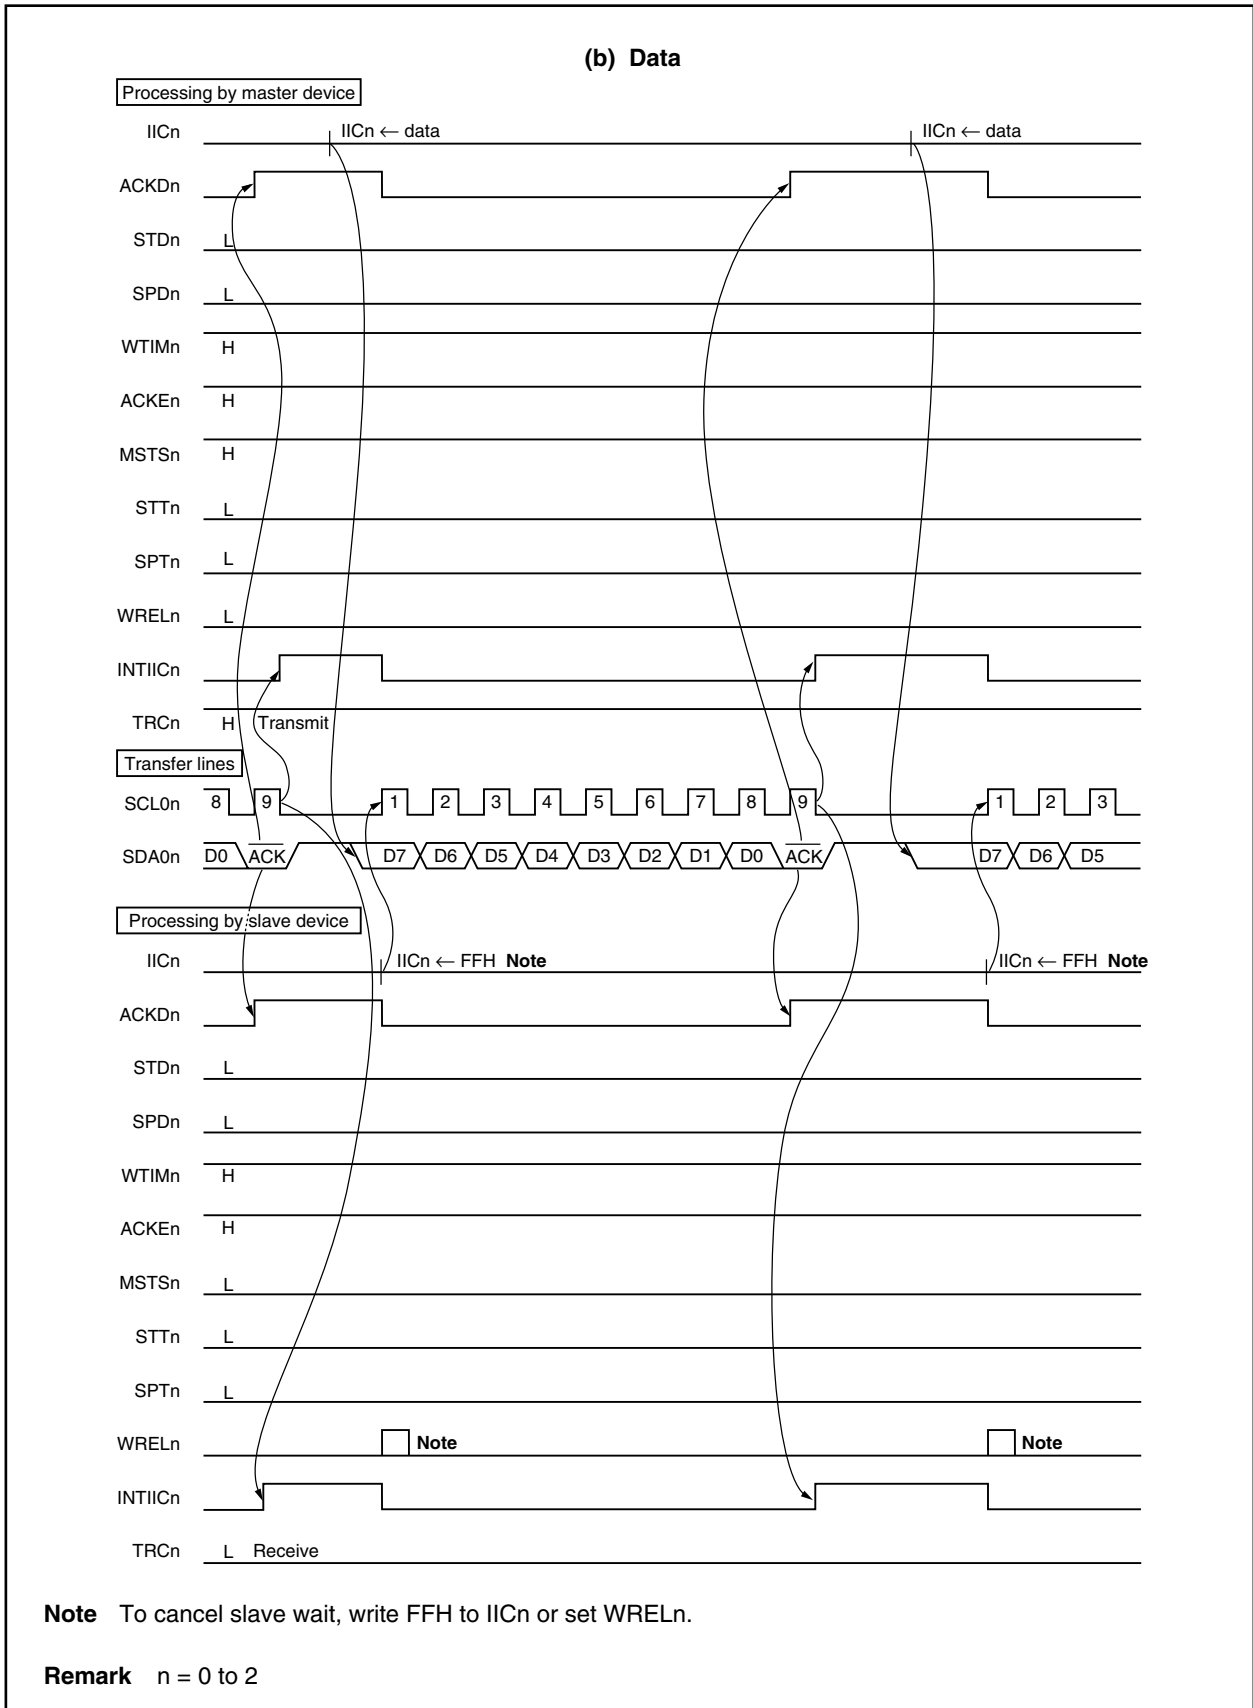 (b) Data
Processing by master device
IICn IICn ← data IICn ← data
ACKDn
STDn L
SPDn L
WTIMn H
ACKEn H
MSTSn H
STTn L
SPTn L
WRELn L
INTIICn
TRCn H Transmit
Transfer lines
SCL0n 8 9 1 2 3 4 5 6 7 8 9 1 2 3
SDA0n D0 ACK D7 D6 D5 D4 D3 D2 D1 D0 ACK D7 D6 D5
Processing by slave device
IICn IICn ← FFH Note IICn ← FFH Note
ACKDn
STDn L
SPDn L
WTIMn H
ACKEn H
MSTSn L
STTn L
SPTn L
WRELn Note Note
INTIICn
TRCn L Receive
Note To cancel slave wait, write FFH to IICn or set WRELn.
Remark n = 0 to 2